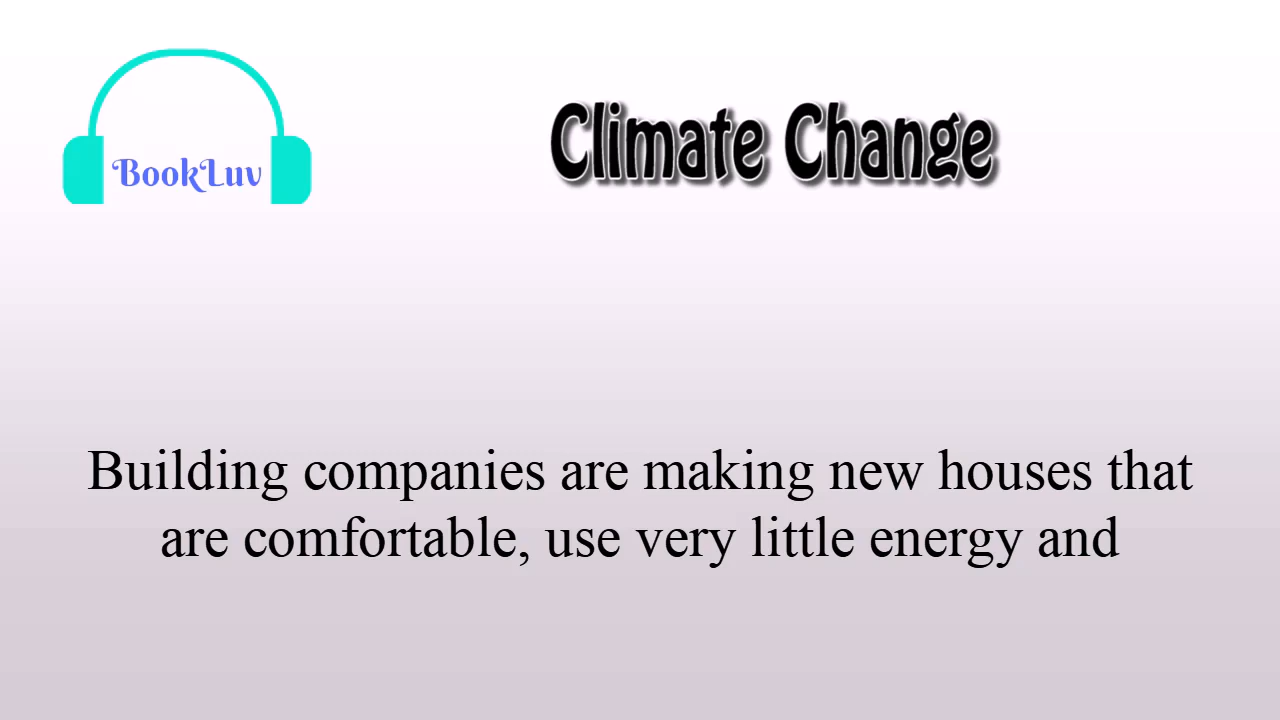 BookLuv
Climate Change
Building companies are making new houses that
are comfortable, use very little energy and